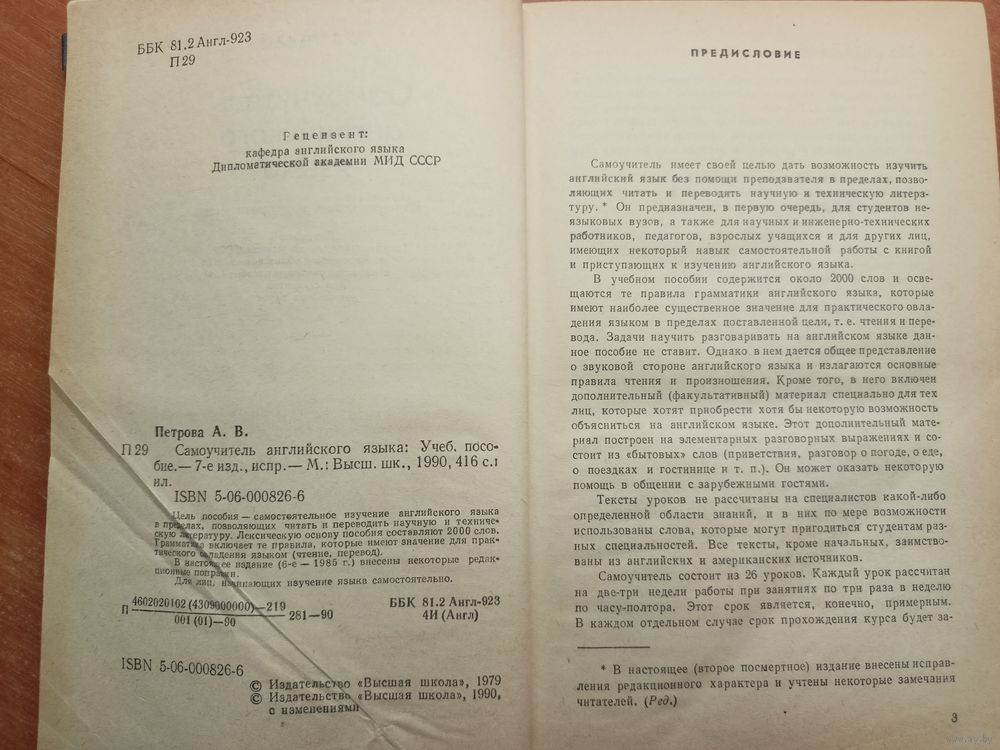 ББК 81.2 Англ-923
П 29
Рецензент:
кафедра английского языка
Дипломатической академии МИД СССР
Петрова А. В.
П 29 Самоучитель английского языка: Учеб. посо-
бие.— 7-е изд., испр.— М.: Высш. шк., 1990, 416 с.:
ил.
ISBN 5-06-000826-6
Цель пособия — самостоятельное изучение английского языка
в пределах, позволяющих читать и переводить научную и техниче-
скую литературу. Лексическую основу пособия составляют 2000 слов.
Грамматика включает те правила, которые имеют значение для прак-
тического овладения языком (чтение, перевод).
В настоящее издание (6-е — 1985 г.) внесены некоторые редак-
ционные поправки.
Для лиц, начинающих изучение языка самостоятельно.
П 4602020102 (4309000000)—219
001 (01)—90 281—90
ББК 81.2 Англ-923
4И (Англ)
ISBN 5-06-000826-6
© Издательство «Высшая школа», 1979
© Издательство «Высшая школа», 1990,
с изменениями
ПРЕДИСЛОВИЕ
Самоучитель имеет своей целью дать возможность изучить
английский язык без помощи преподавателя в пределах, позво-
ляющих читать и переводить научную и техническую литера-
туру. * Он предназначен, в первую очередь, для студентов не-
языковых вузов, а также для научных и инженерно-технических
работников, педагогов, взрослых учащихся и для других лиц,
имеющих некоторый навык самостоятельной работы с книгой
и приступающих к изучению английского языка.
В учебном пособии содержится около 2000 слов и осве-
щаются те правила грамматики английского языка, которые
имеют наиболее существенное значение для практического овла-
дения языком в пределах поставленной цели, т. е. чтения и пере-
вода. Задачи научить разговаривать на английском языке дан-
ное пособие не ставит. Однако в нем дается общее представление
о звуковой стороне английского языка и излагаются основные
правила чтения и произношения. Кроме того, в него включен
дополнительный (факультативный) материал специально для тех
лиц, которые хотят приобрести хотя бы некоторую возможность
объясниться на английском языке. Этот дополнительный мате-
риал построен на элементарных разговорных выражениях и со-
стоит из «бытовых» слов (приветствия, разговор о погоде, о еде,
о поездках и гостинице и т. п.). Он может оказать некоторую
помощь в общении с зарубежными гостями.
Тексты уроков не рассчитаны на специалистов какой-либо
определенной области знаний, и в них по мере возможности
использованы слова, которые могут пригодиться студентам раз-
ных специальностей. Все тексты, кроме начальных, заимство-
ваны из английских и американских источников.
Самоучитель состоит из 26 уроков. Каждый урок рассчитан
на две-три недели работы при занятиях по три раза в неделю
по часу-полтора. Этот срок является, конечно, примерным.
В каждом отдельном случае срок прохождения курса будет за-
* В настоящее (второе посмертное) издание внесены исправ-
ления редакционного характера и учтены некоторые замечания
читателей. (Ред.)
3